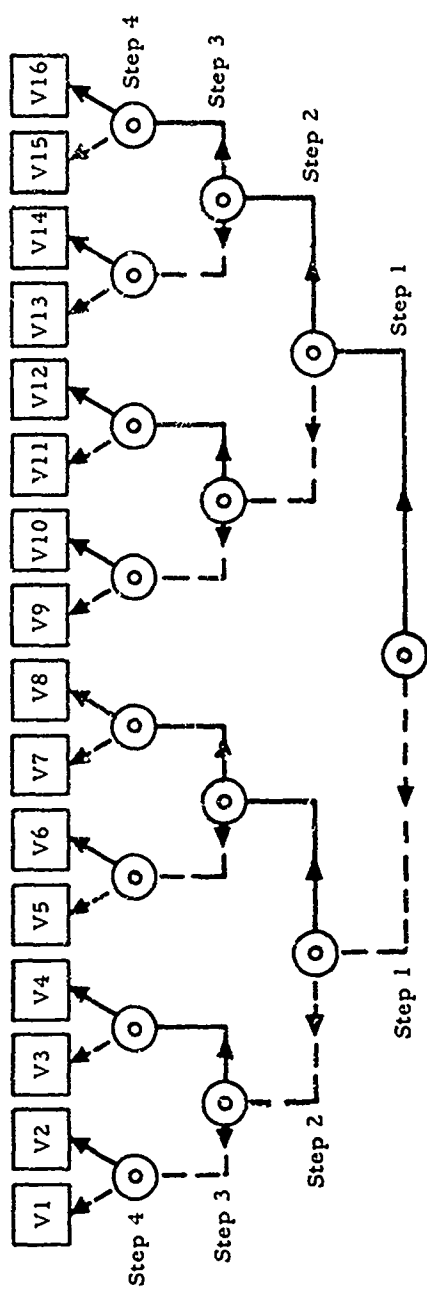 V1 V2 V3 V4 V5 V6 V7 V8 V9 V10 V11 V12 V13 V14 V15 V16
Step 4 Step 4
Step 3 Step 3
Step 2 Step 2
Step 1 Step 1